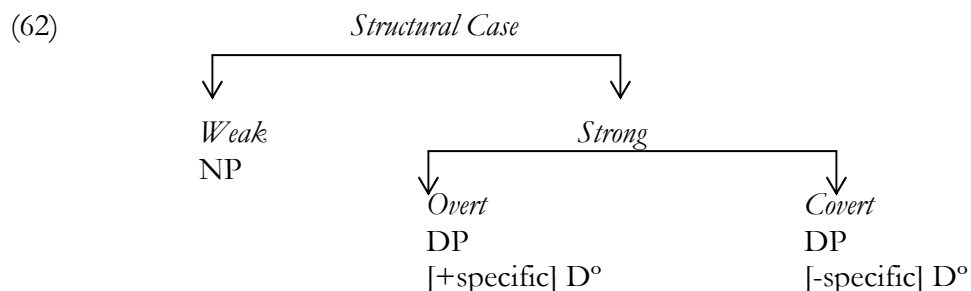 (62) Structural Case
Weak Strong
NP
Overt Covert
DP DP
[+specific] Dº [-specific] Dº